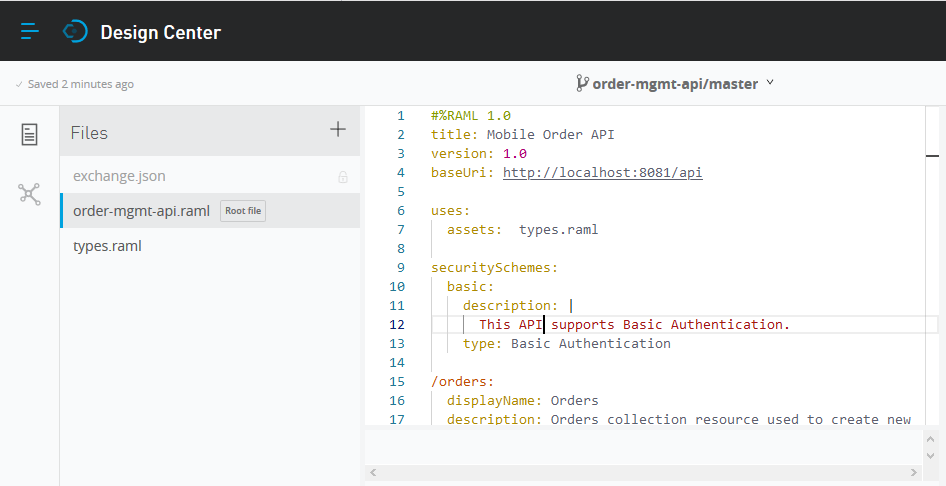 Design Center
Saved 2 minutes ago
order-mgmt-api/master
Files
exchange.json
order-mgmt-api.raml Root file
types.raml
1 #%RAML 1.0
2 title: Mobile Order API
3 version: 1.0
4 baseUri: http://localhost:8081/api
5
6 uses:
7 assets:  types.raml
8
9 securitySchemes:
10 basic:
11 description: |
12 This API supports Basic Authentication.
13 type: Basic Authentication
14
15 /orders:
16 displayName: Orders
17 description: Orders collection resource used to create new